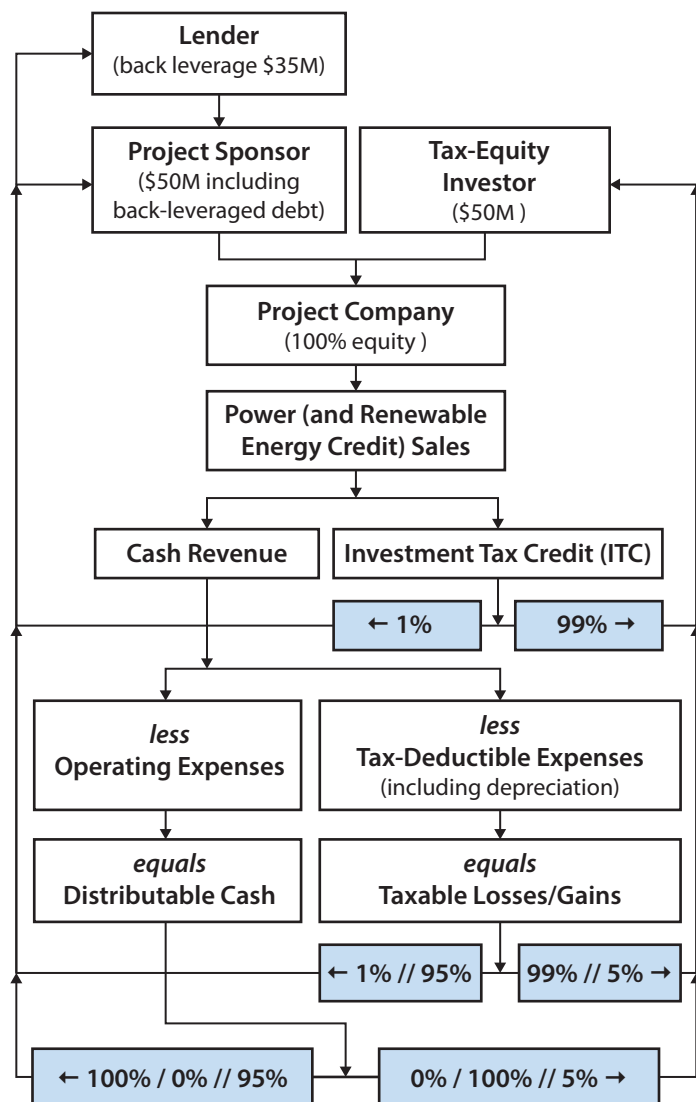 Lender
(back leverage $35M)
Project Sponsor
($50M including
back-leveraged debt)
Tax-Equity
Investor
($50M )
Project Company
(100% equity )
Power (and Renewable
Energy Credit) Sales
Cash Revenue
Investment Tax Credit (ITC)
← 1%
99% →
less
Operating Expenses
less
Tax-Deductible Expenses
(including depreciation)
equals
Distributable Cash
equals
Taxable Losses/Gains
← 1% // 95%
99% // 5% →
← 100% / 0% // 95%
0% / 100% // 5% →